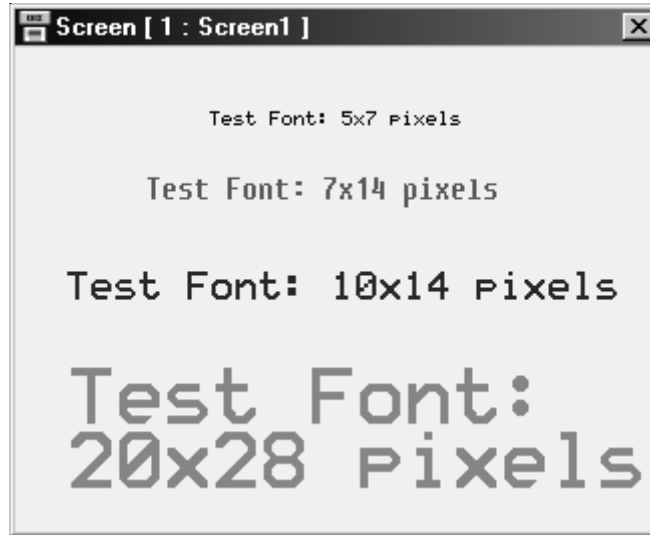 Screen [ 1 : Screen1 ]
Test Font: 5x7 pixels
Test Font: 7x14 pixels
Test Font: 10x14 pixels
Test Font:
20x28 pixels